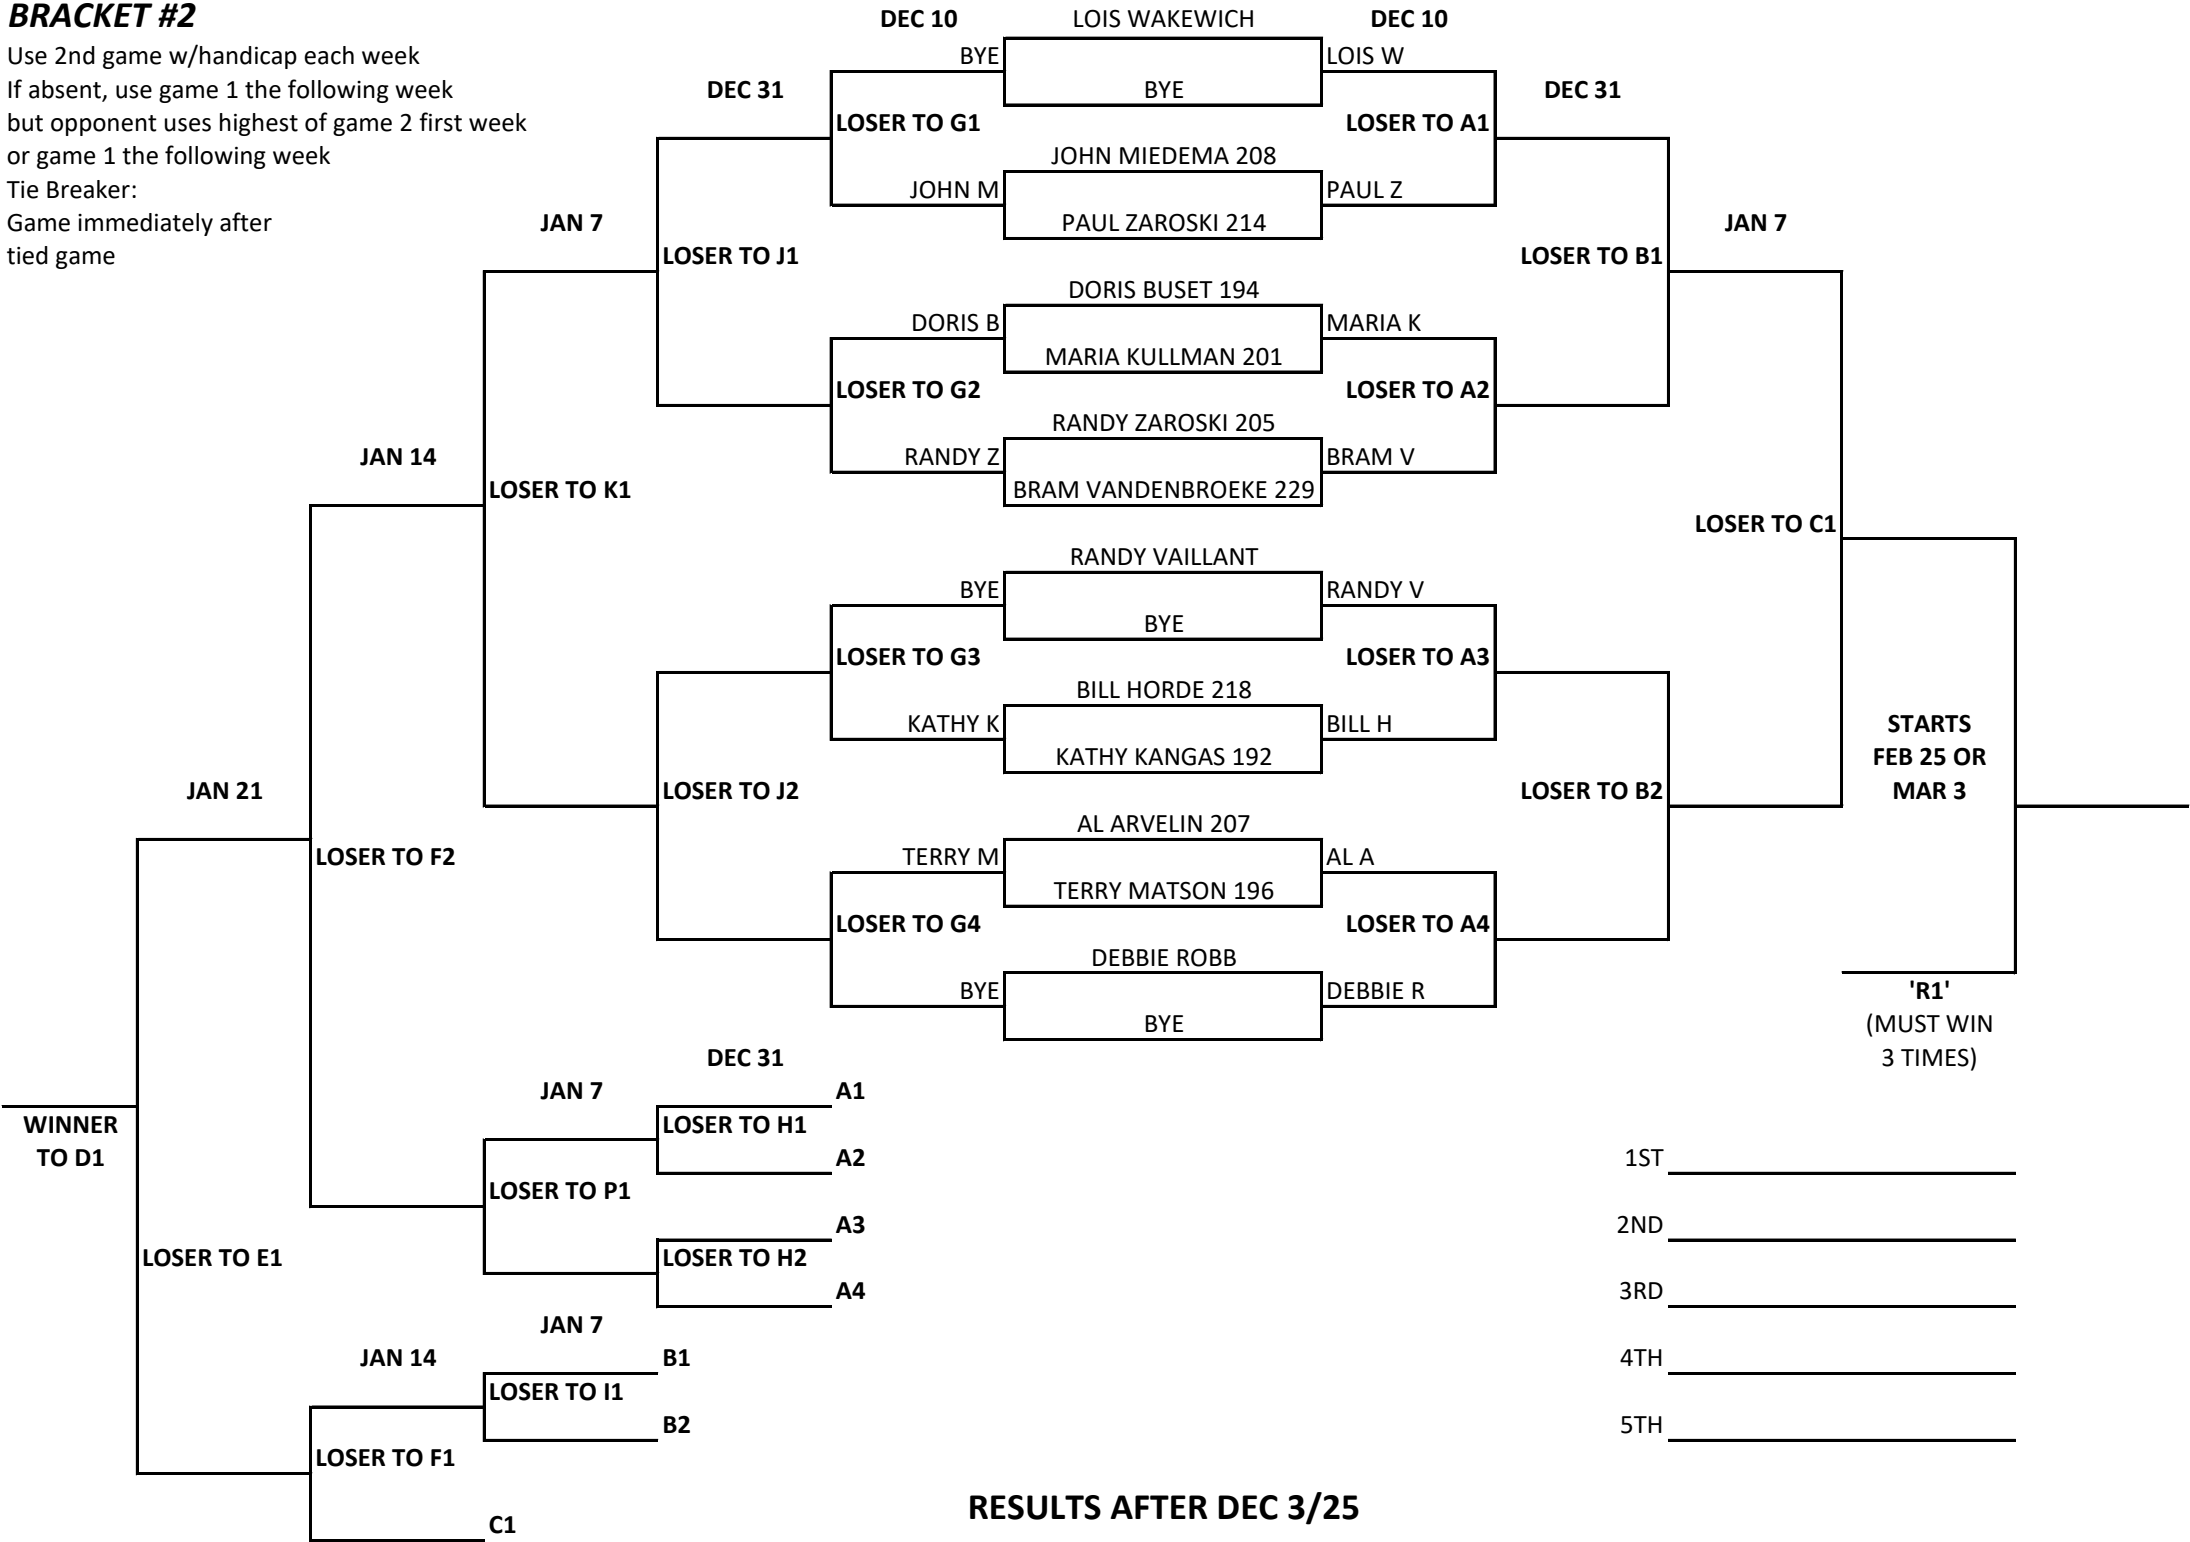 BRACKET #2
Use 2nd game w/handicap each week
If absent, use game 1 the following week
but opponent uses highest of game 2 first week
or game 1 the following week
Tie Breaker:
Game immediately after
tied game
DEC 10
LOIS WAKEWICH
DEC 10
BYE
LOIS W
DEC 31
BYE
DEC 31
LOSER TO G1
LOSER TO A1
JOHN MIEDEMA 208
JOHN M
PAUL Z
JAN 7
PAUL ZAROSKI 214
JAN 7
LOSER TO J1
LOSER TO B1
DORIS BUSET 194
DORIS B
MARIA K
MARIA KULLMAN 201
LOSER TO G2
LOSER TO A2
RANDY ZAROSKI 205
JAN 14
RANDY Z
BRAM V
LOSER TO K1
BRAM VANDENBROEKE 229
LOSER TO C1
RANDY VAILLANT
BYE
RANDY V
BYE
LOSER TO G3
LOSER TO A3
BILL HORDE 218
KATHY K
BILL H
STARTS
FEB 25 OR
MAR 3
KATHY KANGAS 192
JAN 21
LOSER TO J2
LOSER TO B2
AL ARVELIN 207
LOSER TO F2
TERRY M
AL A
TERRY MATSON 196
LOSER TO G4
LOSER TO A4
DEBBIE ROBB
BYE
DEBBIE R
BYE
'R1'
(MUST WIN
3 TIMES)
DEC 31
JAN 7
A1
WINNER
TO D1
LOSER TO H1
A2
1ST
LOSER TO P1
A3
2ND
LOSER TO E1
LOSER TO H2
A4
3RD
JAN 7
JAN 14
B1
4TH
LOSER TO I1
B2
5TH
LOSER TO F1
C1
RESULTS AFTER DEC 3/25